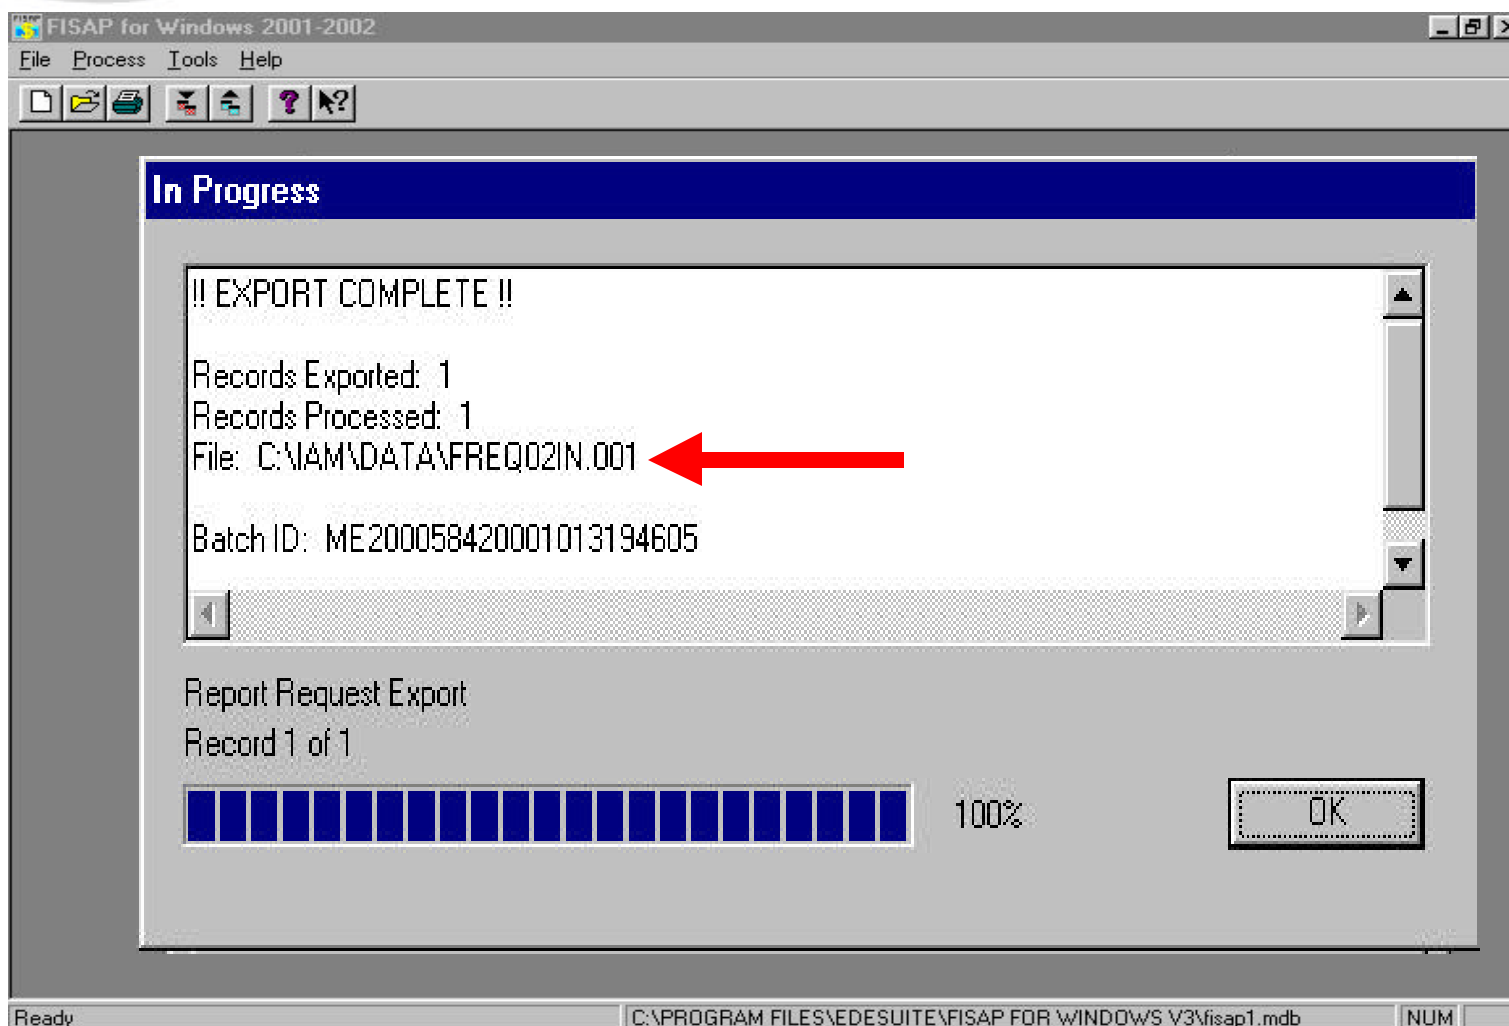 FISAP for Windows 2001-2002
File Process Tools Help
In Progress
!! EXPORT COMPLETE !!
Records Exported: 1
Records Processed: 1
File: C:\IAM\DATA\FREQ02IN.001
Batch ID: ME20005842000101 3194605
Report Request Export
Record 1 of 1
100%
OK
Ready
C:\PROGRAM FILES\EDESUITE\FISAP FOR WINDOWS V3\fisap1.mdb
NUM